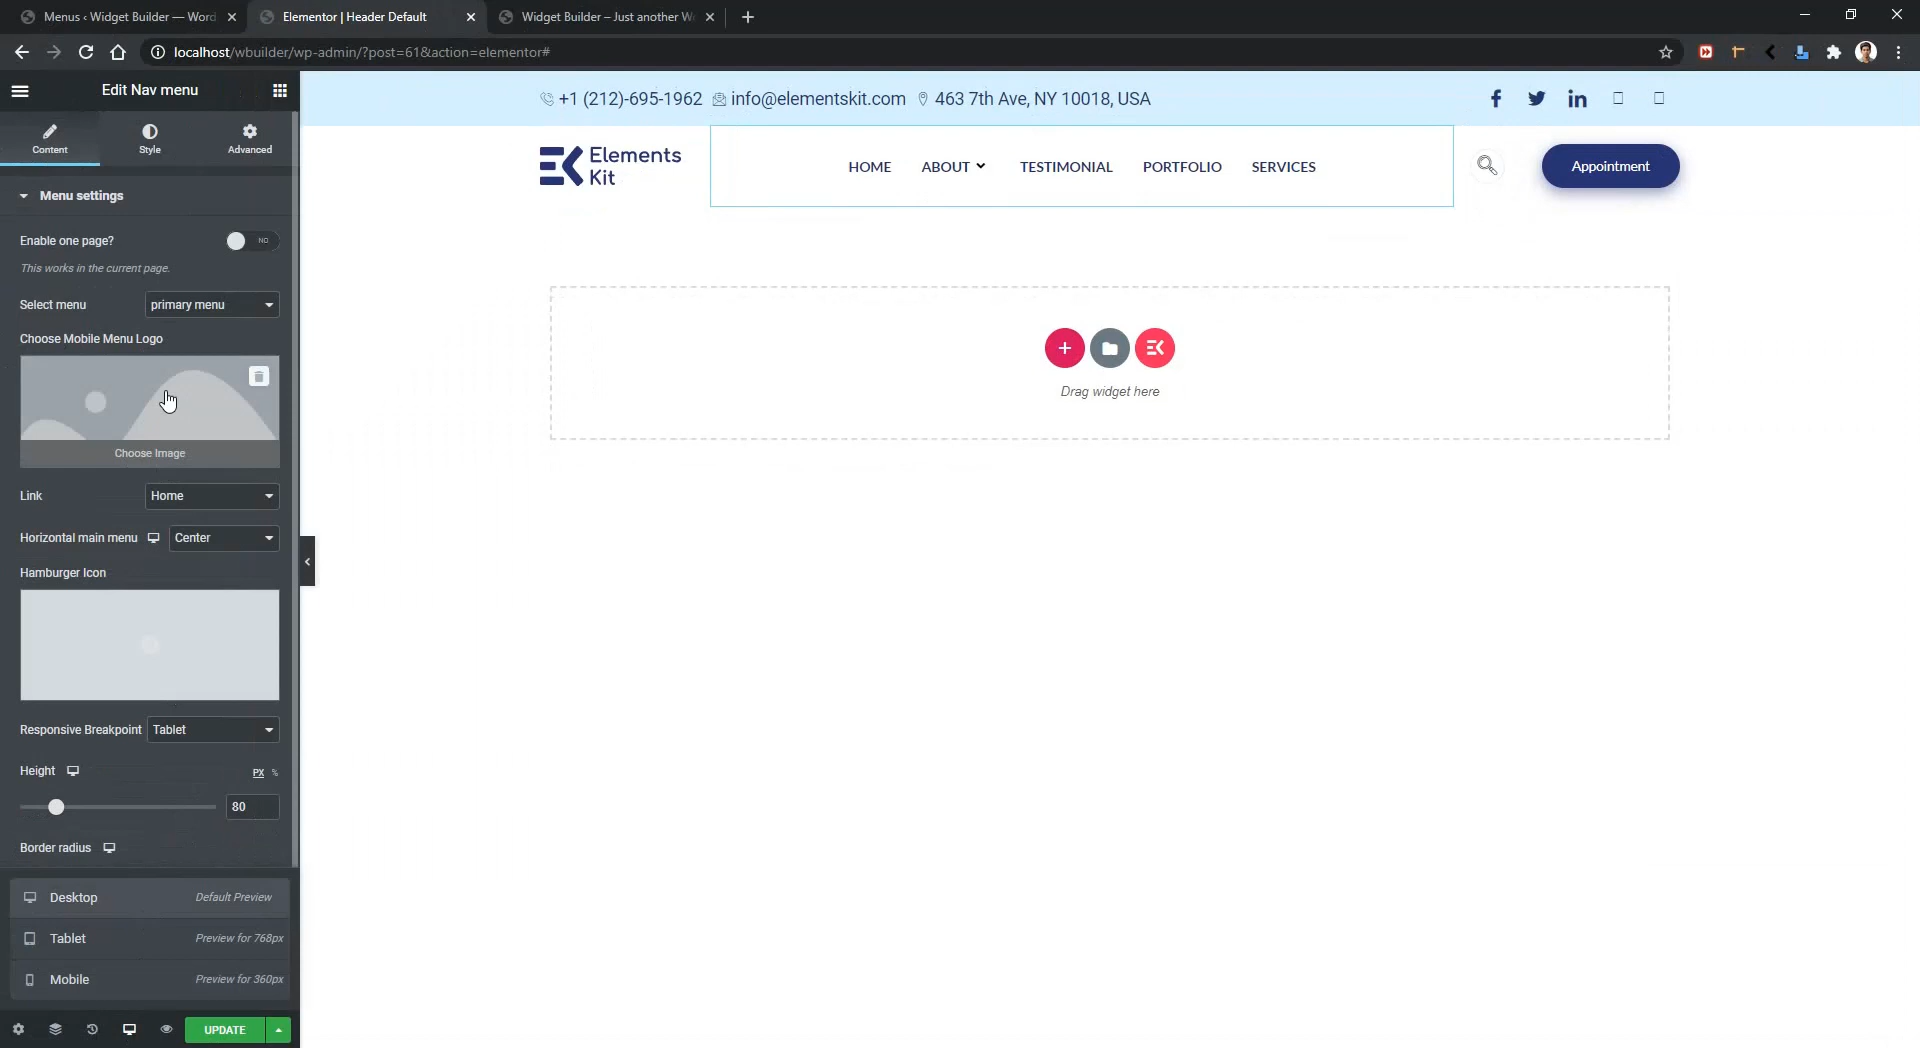 Menus ‹ Widget Builder — Word
Elementor | Header Default
Widget Builder – Just another W
localhost/wbuilder/wp-admin/?post=61&action=elementor#
Edit Nav menu
Content
Style
Advanced
Menu settings
Enable one page?
NO
This works in the current page.
Select menu
primary menu
Choose Mobile Menu Logo
Choose Image
Link
Home
Horizontal main menu
Center
Hamburger Icon
Responsive Breakpoint
Tablet
Height
PX %
80
Border radius
Desktop
Default Preview
Tablet
Preview for 768px
Mobile
Preview for 360px
UPDATE
+1 (212)-695-1962
info@elementskit.com
463 7th Ave, NY 10018, USA
Elements
Kit
HOME
ABOUT
TESTIMONIAL
PORTFOLIO
SERVICES
Appointment
Drag widget here